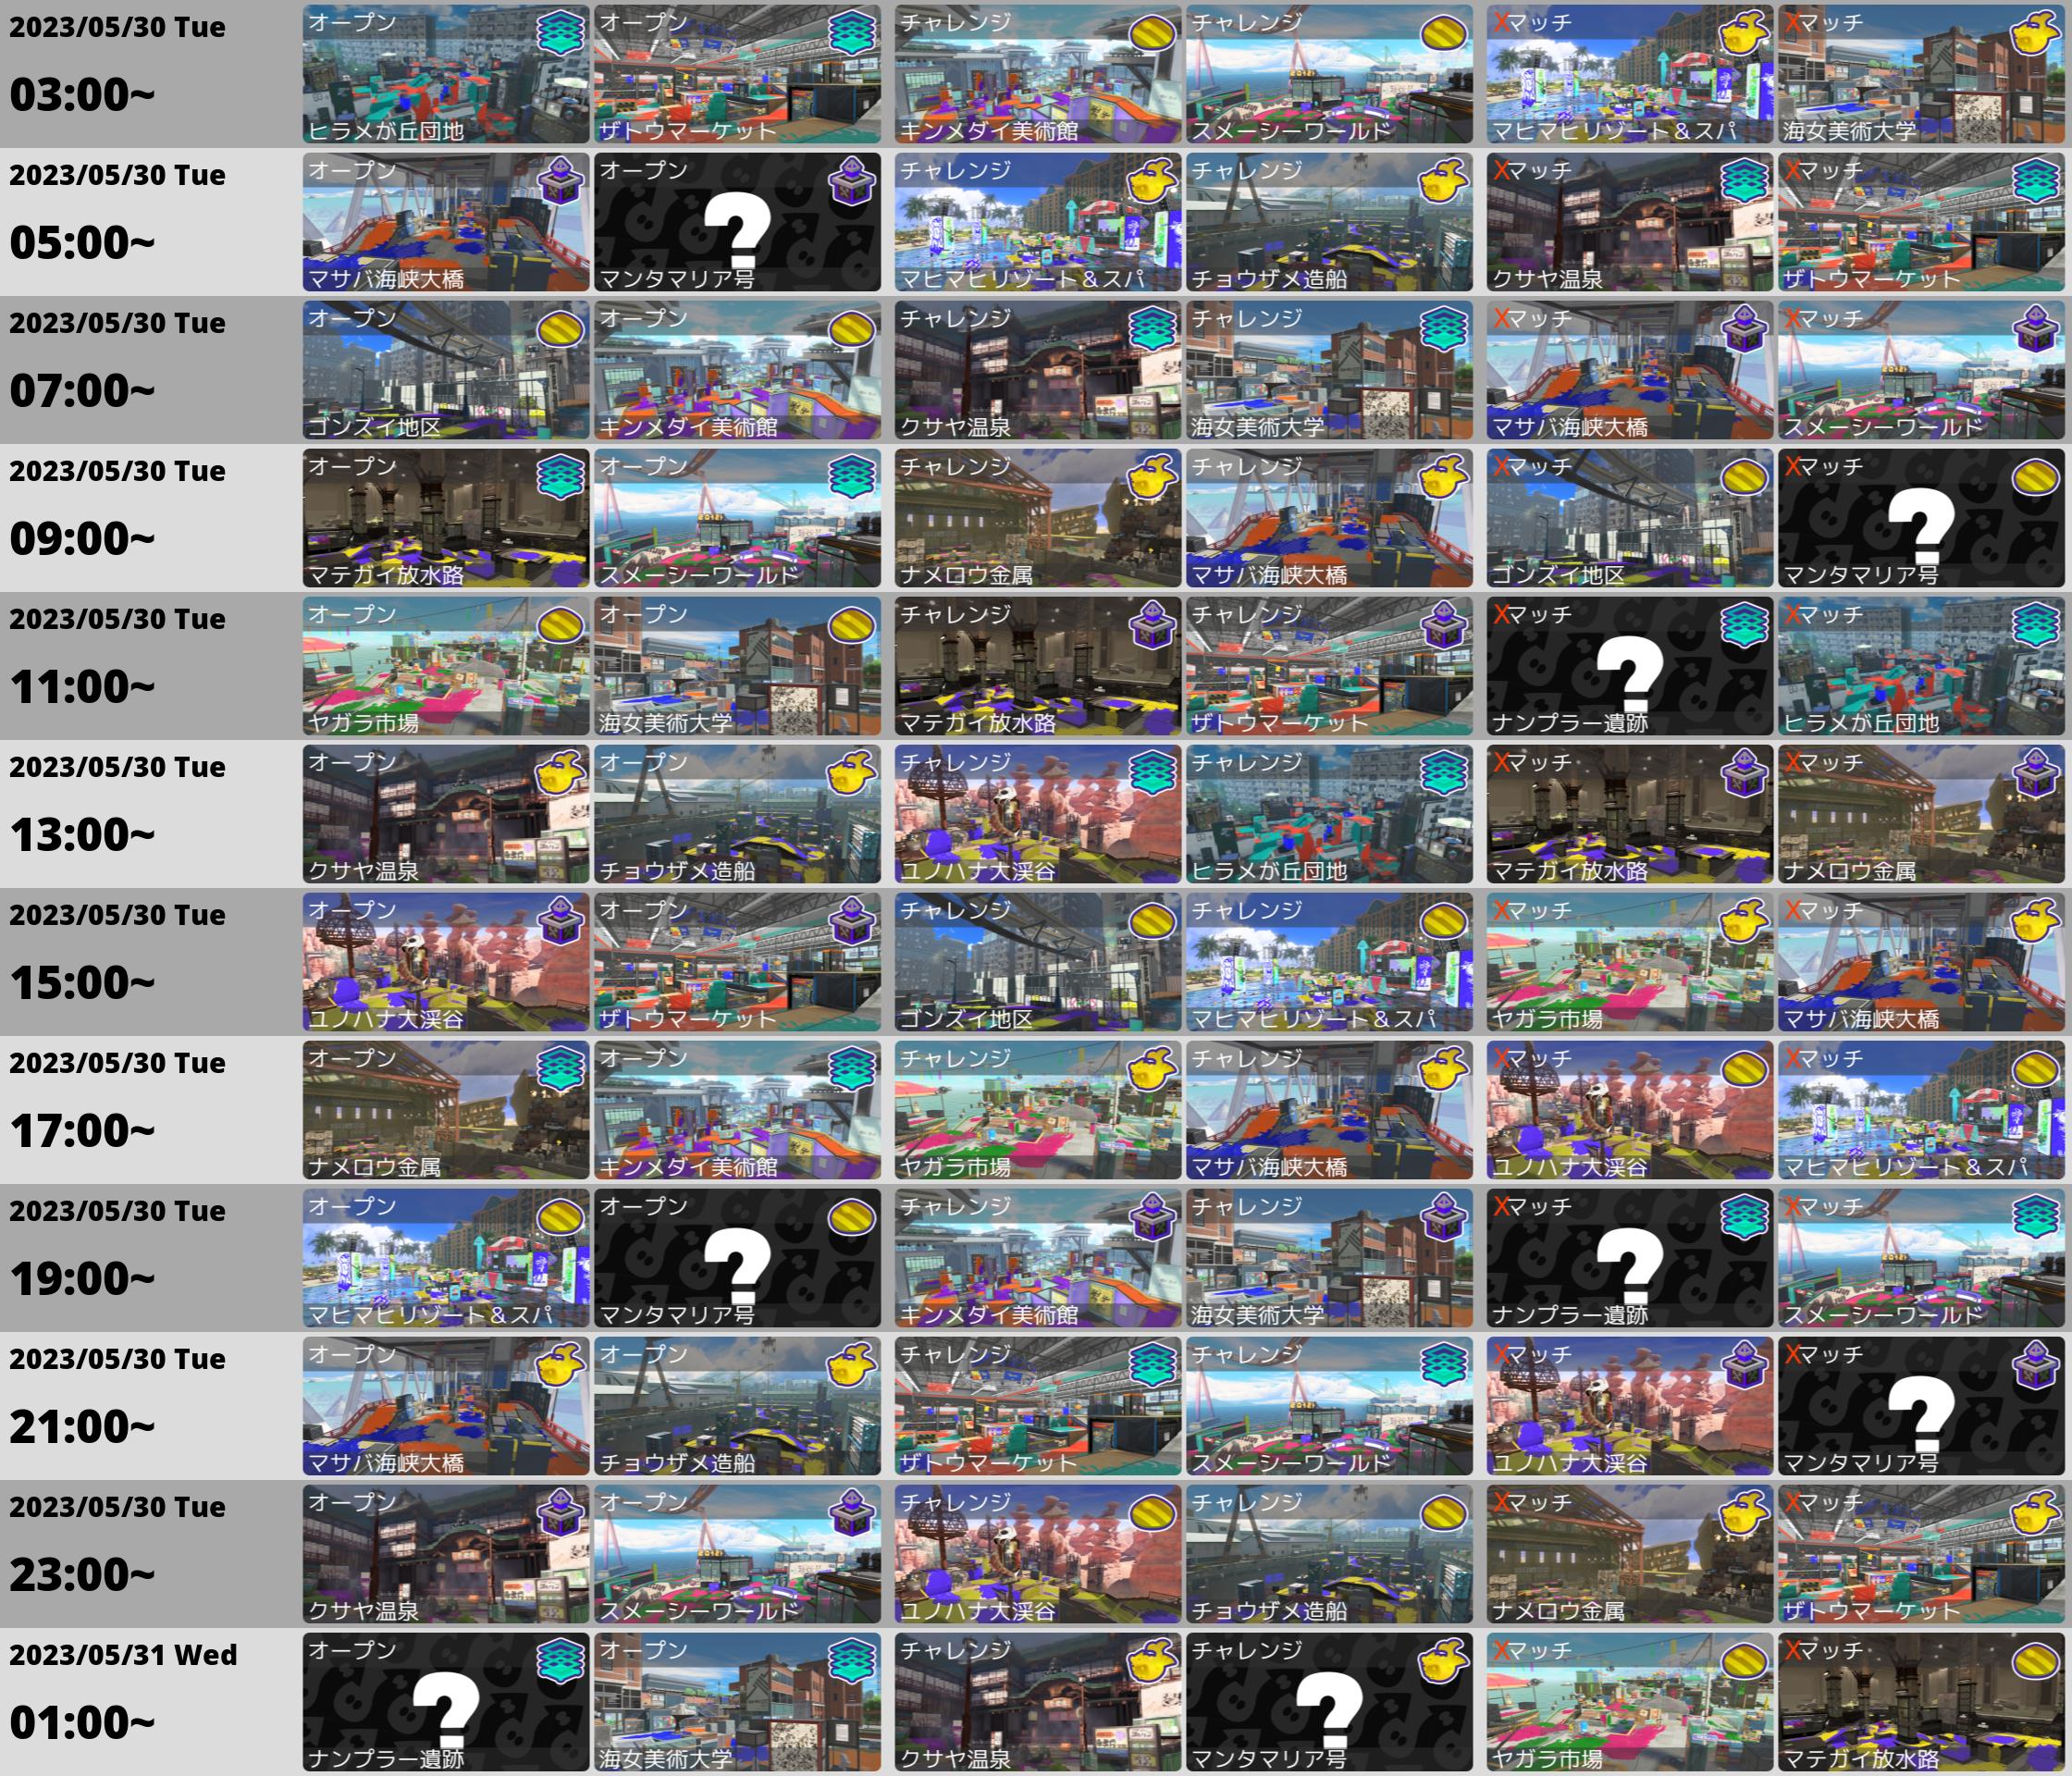 2023/05/30 Tue
03:00~
オープン オープン チャレンジ チャレンジ Xマッチ Xマッチ
ヒラメが丘団地 ザトウマーケット キンメダイ美術館 スメーシーワールド マヒマヒリゾート＆スパ 海女美術大学
2023/05/30 Tue
05:00~
オープン オープン チャレンジ チャレンジ Xマッチ Xマッチ
マサバ海峡大橋 マンタマリア号 マヒマヒリゾート＆スパ チョウザメ造船 クサヤ温泉 ザトウマーケット
2023/05/30 Tue
07:00~
オープン オープン チャレンジ チャレンジ Xマッチ Xマッチ
ゴンズイ地区 キンメダイ美術館 クサヤ温泉 海女美術大学 マサバ海峡大橋 スメーシーワールド
2023/05/30 Tue
09:00~
オープン オープン チャレンジ チャレンジ Xマッチ Xマッチ
マテガイ放水路 スメーシーワールド ナメロウ金属 マサバ海峡大橋 ゴンズイ地区 マンタマリア号
2023/05/30 Tue
11:00~
オープン オープン チャレンジ チャレンジ Xマッチ Xマッチ
ヤガラ市場 海女美術大学 マテガイ放水路 ザトウマーケット ナンプラー遺跡 ヒラメが丘団地
2023/05/30 Tue
13:00~
オープン オープン チャレンジ チャレンジ Xマッチ Xマッチ
クサヤ温泉 チョウザメ造船 ユノハナ大渓谷 ヒラメが丘団地 マテガイ放水路 ナメロウ金属
2023/05/30 Tue
15:00~
オープン オープン チャレンジ チャレンジ Xマッチ Xマッチ
ユノハナ大渓谷 ザトウマーケット ゴンズイ地区 マヒマヒリゾート＆スパ ヤガラ市場 マサバ海峡大橋
2023/05/30 Tue
17:00~
オープン オープン チャレンジ チャレンジ Xマッチ Xマッチ
ナメロウ金属 キンメダイ美術館 ヤガラ市場 マサバ海峡大橋 ユノハナ大渓谷 マヒマヒリゾート＆スパ
2023/05/30 Tue
19:00~
オープン オープン チャレンジ チャレンジ Xマッチ Xマッチ
マヒマヒリゾート＆スパ マンタマリア号 キンメダイ美術館 海女美術大学 ナンプラー遺跡 スメーシーワールド
2023/05/30 Tue
21:00~
オープン オープン チャレンジ チャレンジ Xマッチ Xマッチ
マサバ海峡大橋 チョウザメ造船 ザトウマーケット スメーシーワールド ユノハナ大渓谷 マンタマリア号
2023/05/30 Tue
23:00~
オープン オープン チャレンジ チャレンジ Xマッチ Xマッチ
クサヤ温泉 スメーシーワールド ユノハナ大渓谷 チョウザメ造船 ナメロウ金属 ザトウマーケット
2023/05/31 Wed
01:00~
オープン オープン チャレンジ チャレンジ Xマッチ Xマッチ
ナンプラー遺跡 海女美術大学 クサヤ温泉 マンタマリア号 ヤガラ市場 マテガイ放水路